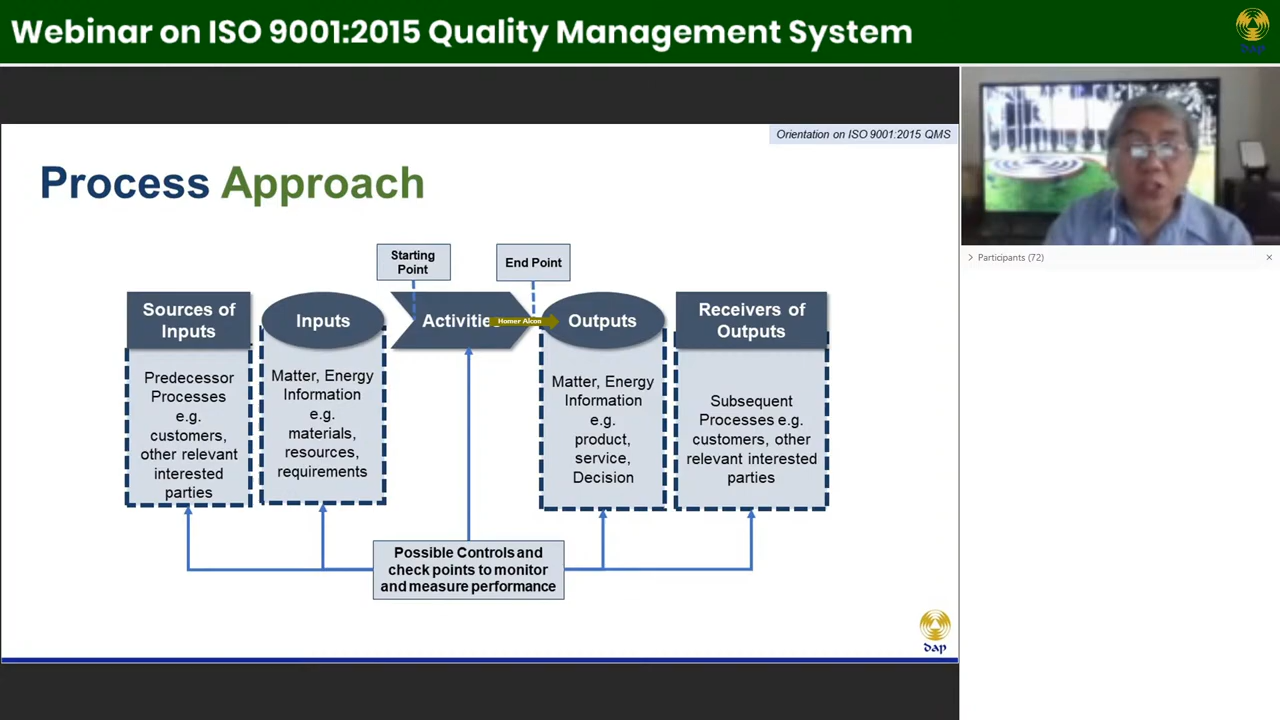 Webinar on ISO 9001:2015 Quality Management System
dap
Orientation on ISO 9001:2015 QMS
Process Approach
Participants (72)
Starting
Point
End Point
Sources of
Inputs
Inputs
Activitie
Homer Alcon
Outputs
Receivers of
Outputs
Predecessor
Processes
e.g.
customers,
other relevant
interested
parties
Matter, Energy
Information
e.g.
materials,
resources,
requirements
Matter, Energy
Information
e.g.
product,
service,
Decision
Subsequent
Processes e.g.
customers, other
relevant interested
parties
Possible Controls and
check points to monitor
and measure performance
dap